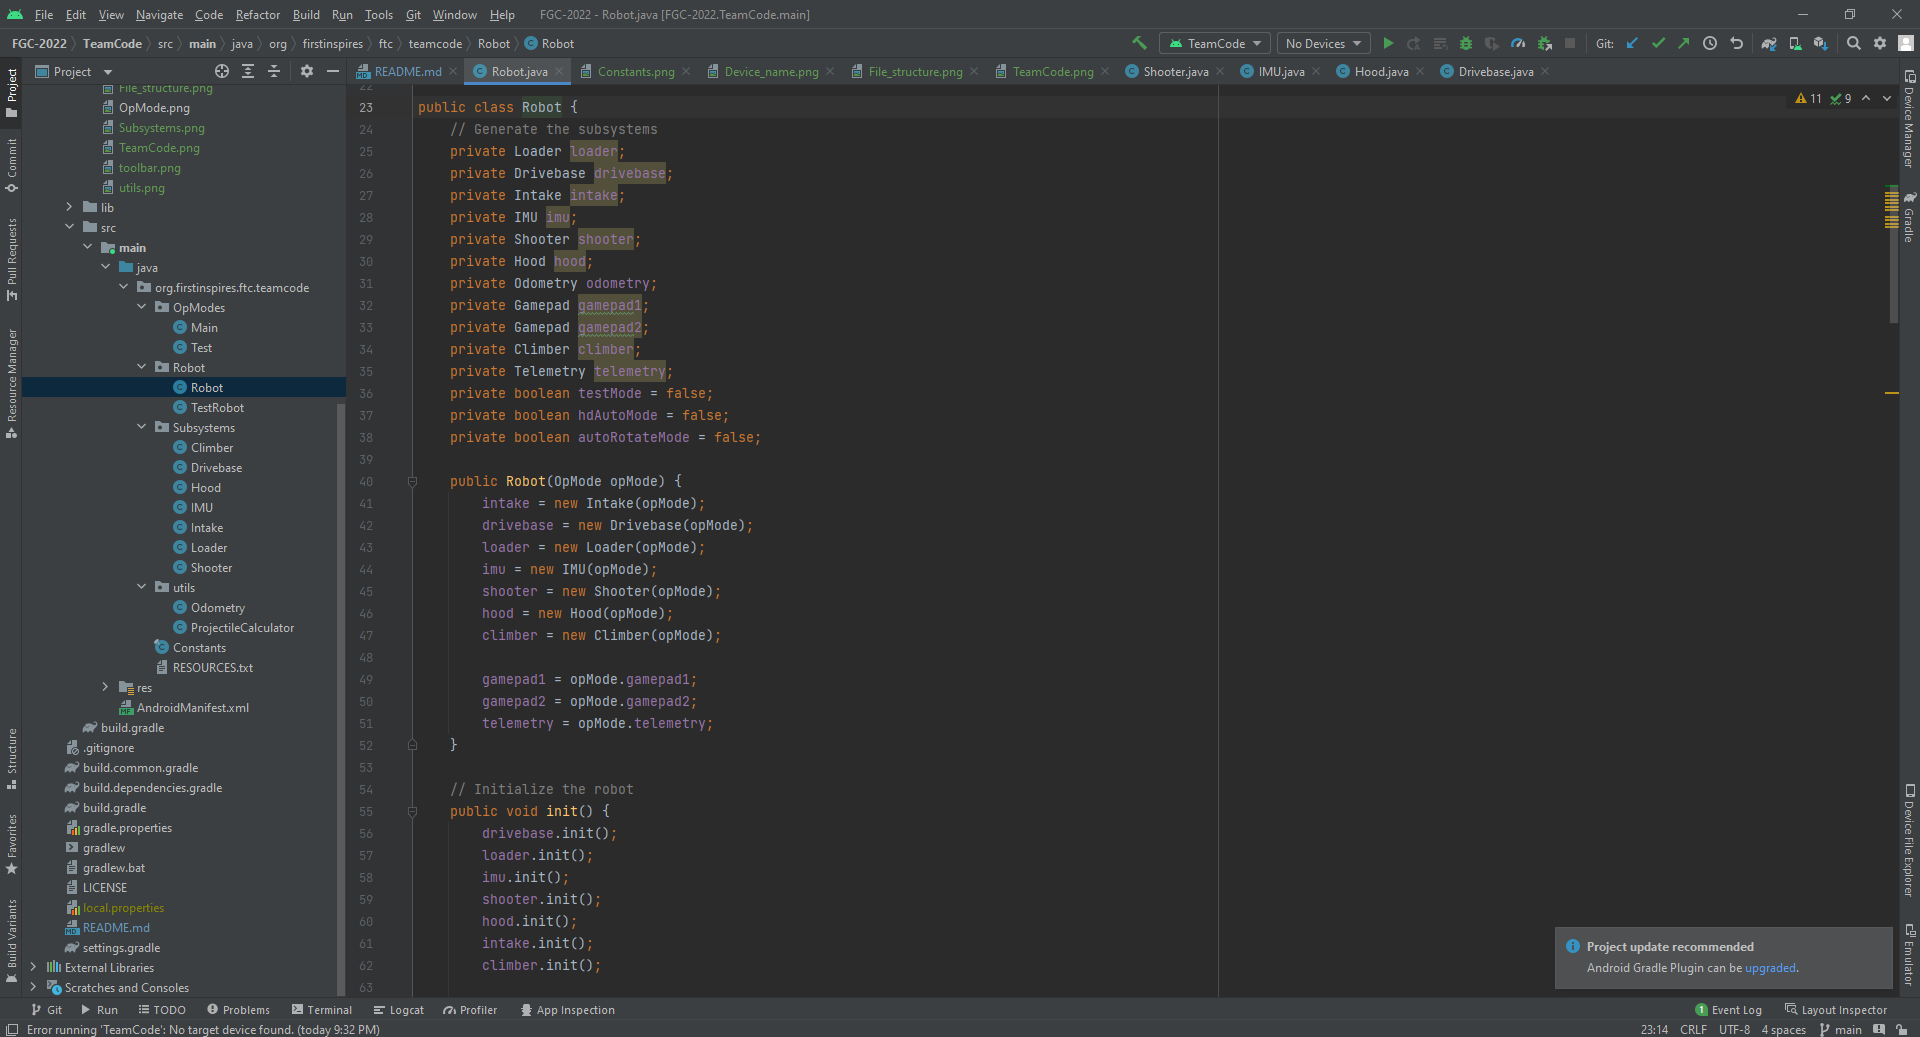 File Edit View Navigate Code Refactor Build Run Tools Git Window Help FGC-2022 - Robot.java [FGC-2022.TeamCode.main]
FGC-2022 TeamCode src main java org firstinspires ftc teamcode Robot Robot TeamCode No Devices Git:
Project README.md Robot.java Constants.png Device_name.png File_structure.png TeamCode.png Shooter.java IMU.java Hood.java Drivebase.java
Project
Commit
Pull Requests
Resource Manager
Structure
Favorites
Build Variants
File_structure.png
OpMode.png
Subsystems.png
TeamCode.png
toolbar.png
utils.png
lib
src
main
java
org.firstinspires.ftc.teamcode
OpModes
Main
Test
Robot
Robot
TestRobot
Subsystems
Climber
Drivebase
Hood
IMU
Intake
Loader
Shooter
utils
Odometry
ProjectileCalculator
Constants
RESOURCES.txt
res
AndroidManifest.xml
build.gradle
.gitignore
build.common.gradle
build.dependencies.gradle
build.gradle
gradle.properties
gradlew
gradlew.bat
LICENSE
local.properties
README.md
settings.gradle
External Libraries
Scratches and Consoles
22
23 public class Robot {
24 // Generate the subsystems
25 private Loader loader;
26 private Drivebase drivebase;
27 private Intake intake;
28 private IMU imu;
29 private Shooter shooter;
30 private Hood hood;
31 private Odometry odometry;
32 private Gamepad gamepad1;
33 private Gamepad gamepad2;
34 private Climber climber;
35 private Telemetry telemetry;
36 private boolean testMode = false;
37 private boolean hdAutoMode = false;
38 private boolean autoRotateMode = false;
39
40 public Robot(OpMode opMode) {
41 intake = new Intake(opMode);
42 drivebase = new Drivebase(opMode);
43 loader = new Loader(opMode);
44 imu = new IMU(opMode);
45 shooter = new Shooter(opMode);
46 hood = new Hood(opMode);
47 climber = new Climber(opMode);
48
49 gamepad1 = opMode.gamepad1;
50 gamepad2 = opMode.gamepad2;
51 telemetry = opMode.telemetry;
52 }
53
54 // Initialize the robot
55 public void init() {
56 drivebase.init();
57 loader.init();
58 imu.init();
59 shooter.init();
60 hood.init();
61 intake.init();
62 climber.init();
63
11 9
Device Manager
Gradle
Device File Explorer
Emulator
Project update recommended
Android Gradle Plugin can be upgraded.
Git Run TODO Problems Terminal Logcat Profiler App Inspection 1 Event Log Layout Inspector
Error running 'TeamCode': No target device found. (today 9:32 PM) 23:14 CRLF UTF-8 4 spaces main